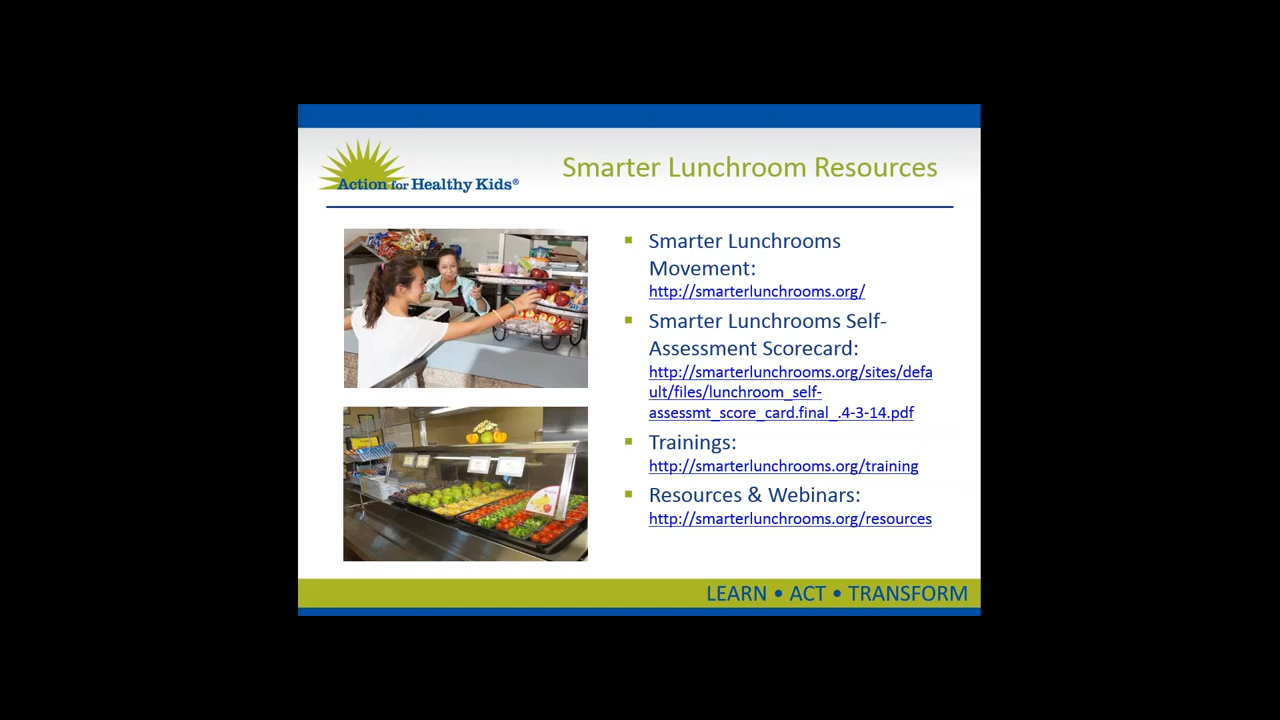 Action for Healthy Kids®
Smarter Lunchroom Resources
Smarter Lunchrooms
Movement:
http://smarterlunchrooms.org/
Smarter Lunchrooms Self-
Assessment Scorecard:
http://smarterlunchrooms.org/sites/defa
ult/files/lunchroom_self-
assessmt_score_card.final_.4-3-14.pdf
Trainings:
http://smarterlunchrooms.org/training
Resources & Webinars:
http://smarterlunchrooms.org/resources
LEARN • ACT • TRANSFORM